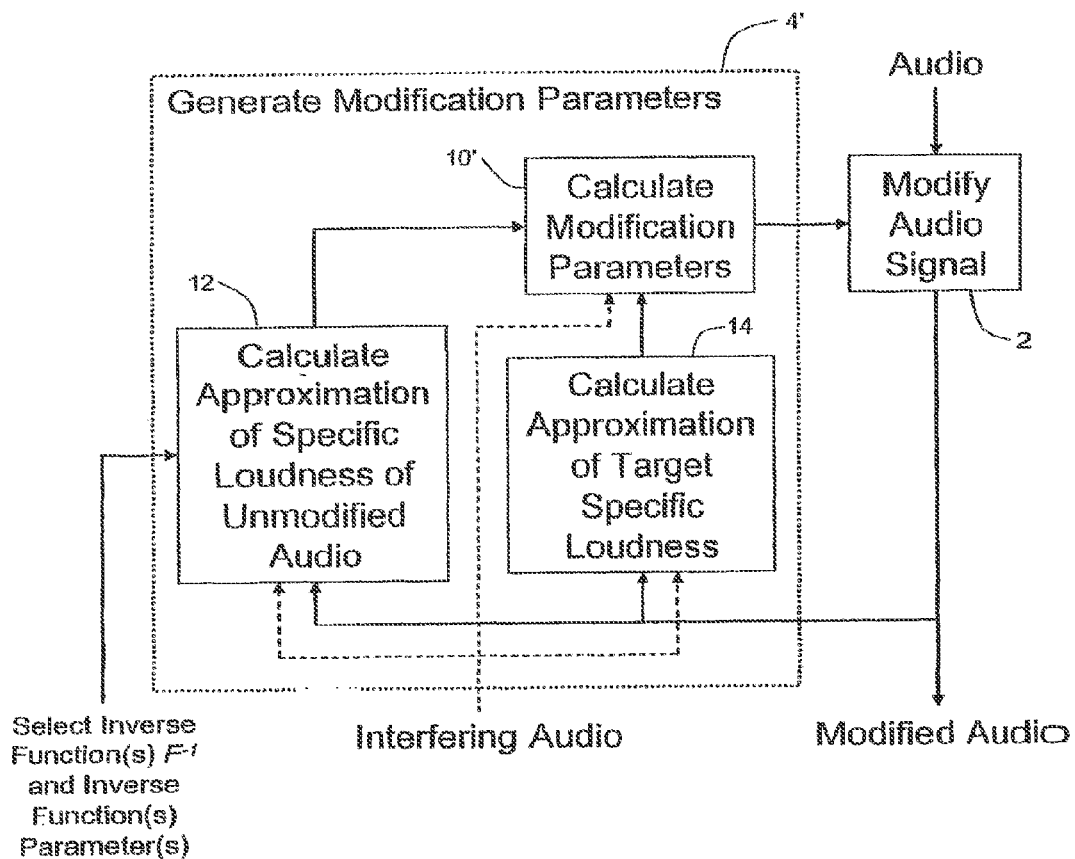 4'
Audio
Generate Modification Parameters
10'
Calculate
Modification
Parameters
Modify
Audio
Signal
2
12
Calculate
Approximation
of Specific
Loudness of
Unmodified
Audio
14
Calculate
Approximation
of Target
Specific
Loudness
Select Inverse
Function(s) F-1
and Inverse
Function(s)
Parameter(s)
Interfering Audio
Modified Audio